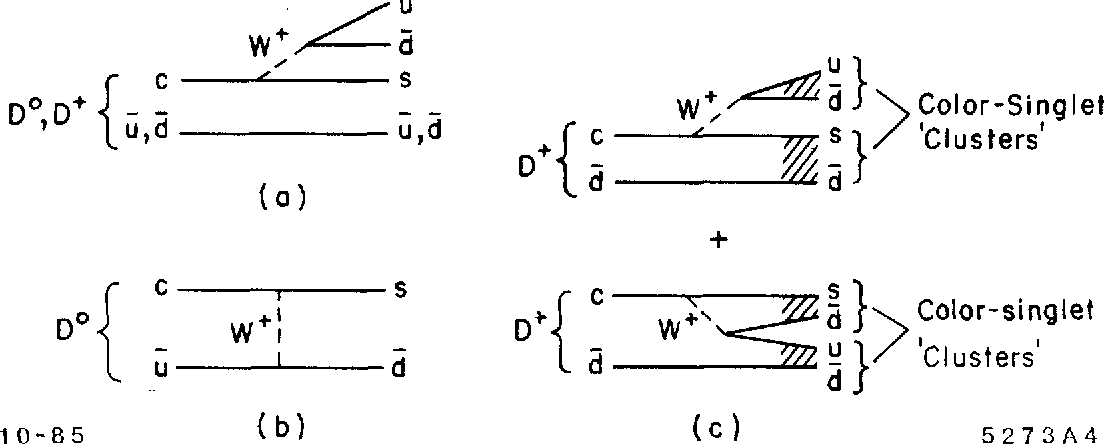 u
W⁺
d̄
c
s
D⁰, D⁺
ū, d̄
ū, d̄
(a)
c
s
D⁰
W⁺
ū
d̄
(b)
u
W⁺
d̄
Color-Singlet
'Clusters'
c
s
D⁺
d̄
d̄
+
c
s
d̄
Color-singlet
D⁺
W⁺
u
'Clusters'
d̄
d̄
(c)
10-85
5273A4